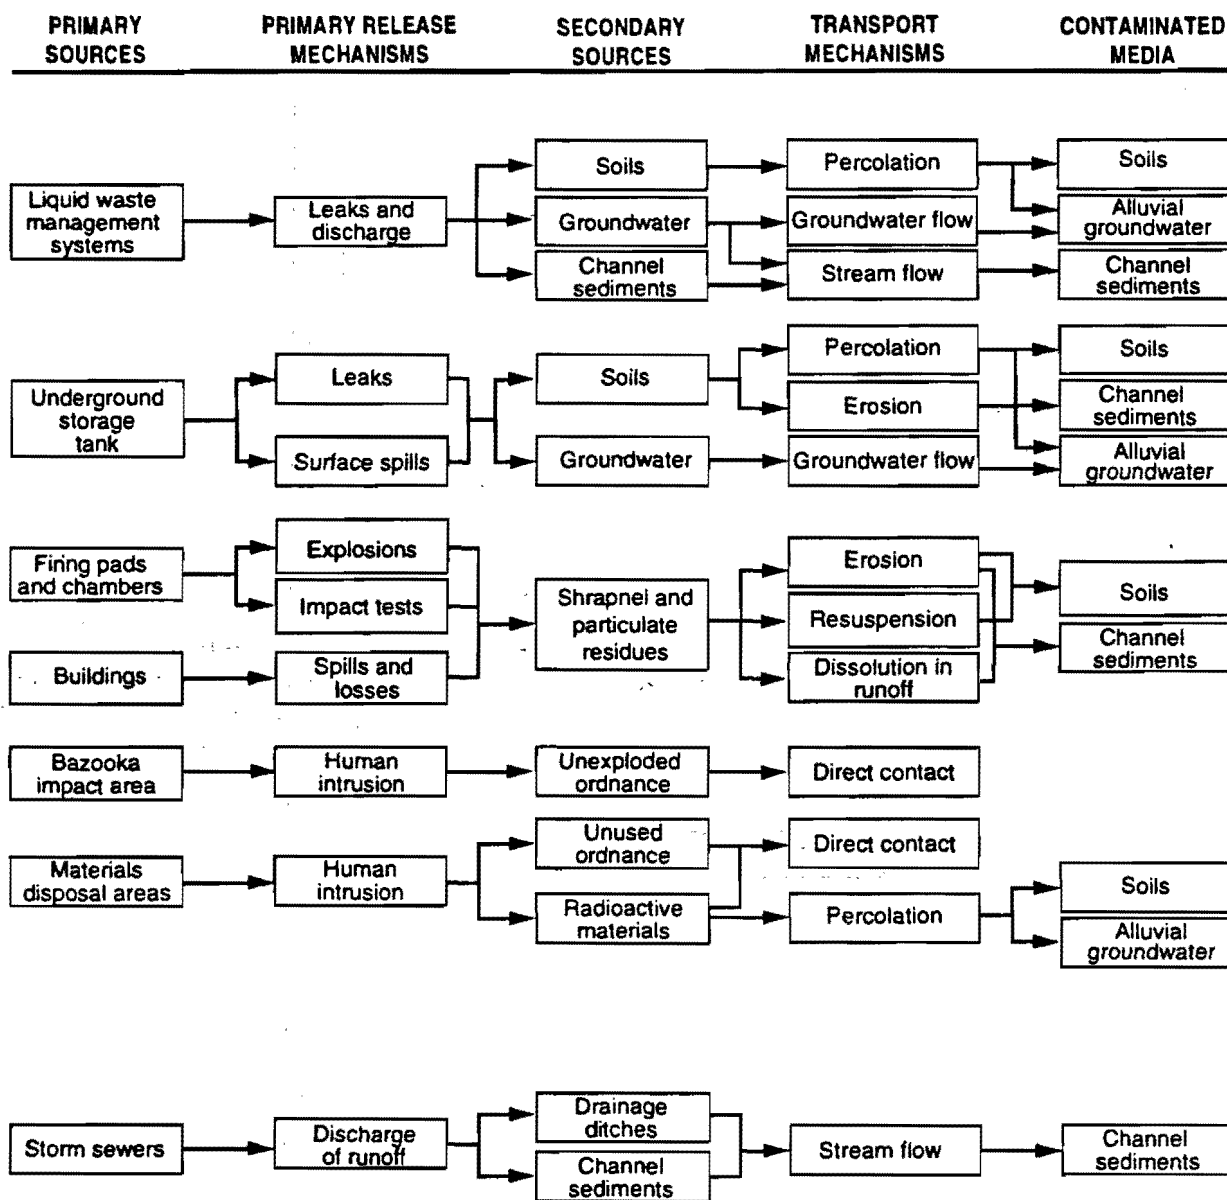 PRIMARY SOURCES
PRIMARY RELEASE MECHANISMS
SECONDARY SOURCES
TRANSPORT MECHANISMS
CONTAMINATED MEDIA
Liquid waste
management
systems
Leaks and
discharge
Soils
Groundwater
Channel
sediments
Percolation
Groundwater flow
Stream flow
Soils
Alluvial
groundwater
Channel
sediments
Underground
storage
tank
Leaks
Surface spills
Soils
Groundwater
Percolation
Erosion
Groundwater flow
Soils
Channel
sediments
Alluvial
groundwater
Firing pads
and chambers
Buildings
Explosions
Impact tests
Spills and
losses
Shrapnel and
particulate
residues
Erosion
Resuspension
Dissolution in
runoff
Soils
Channel
sediments
Bazooka
impact area
Human
intrusion
Unexploded
ordnance
Direct contact
Materials
disposal areas
Human
intrusion
Unused
ordnance
Radioactive
materials
Direct contact
Percolation
Soils
Alluvial
groundwater
Storm sewers
Discharge
of runoff
Drainage
ditches
Channel
sediments
Stream flow
Channel
sediments